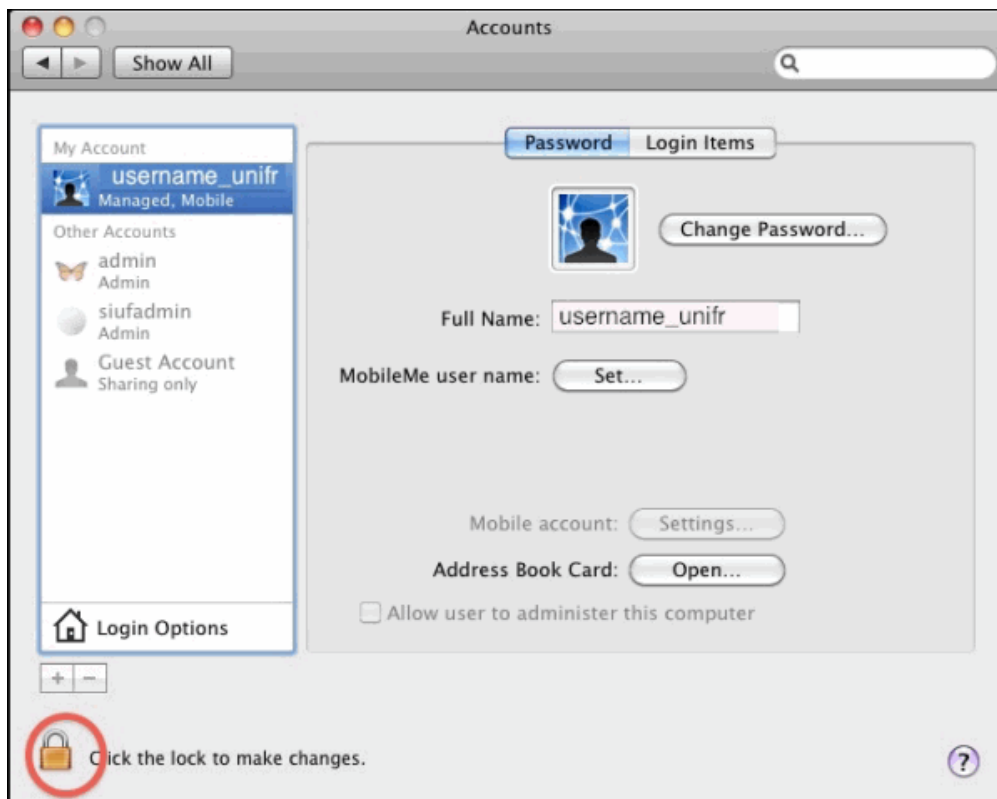 Accounts
Show All
My Account
username_unifr
Managed, Mobile
Other Accounts
admin
Admin
siufadmin
Admin
Guest Account
Sharing only
Login Options
+ −
Password Login Items
Change Password...
Full Name: username_unifr
MobileMe user name: Set...
Mobile account: Settings...
Address Book Card: Open...
Allow user to administer this computer
Click the lock to make changes.
?